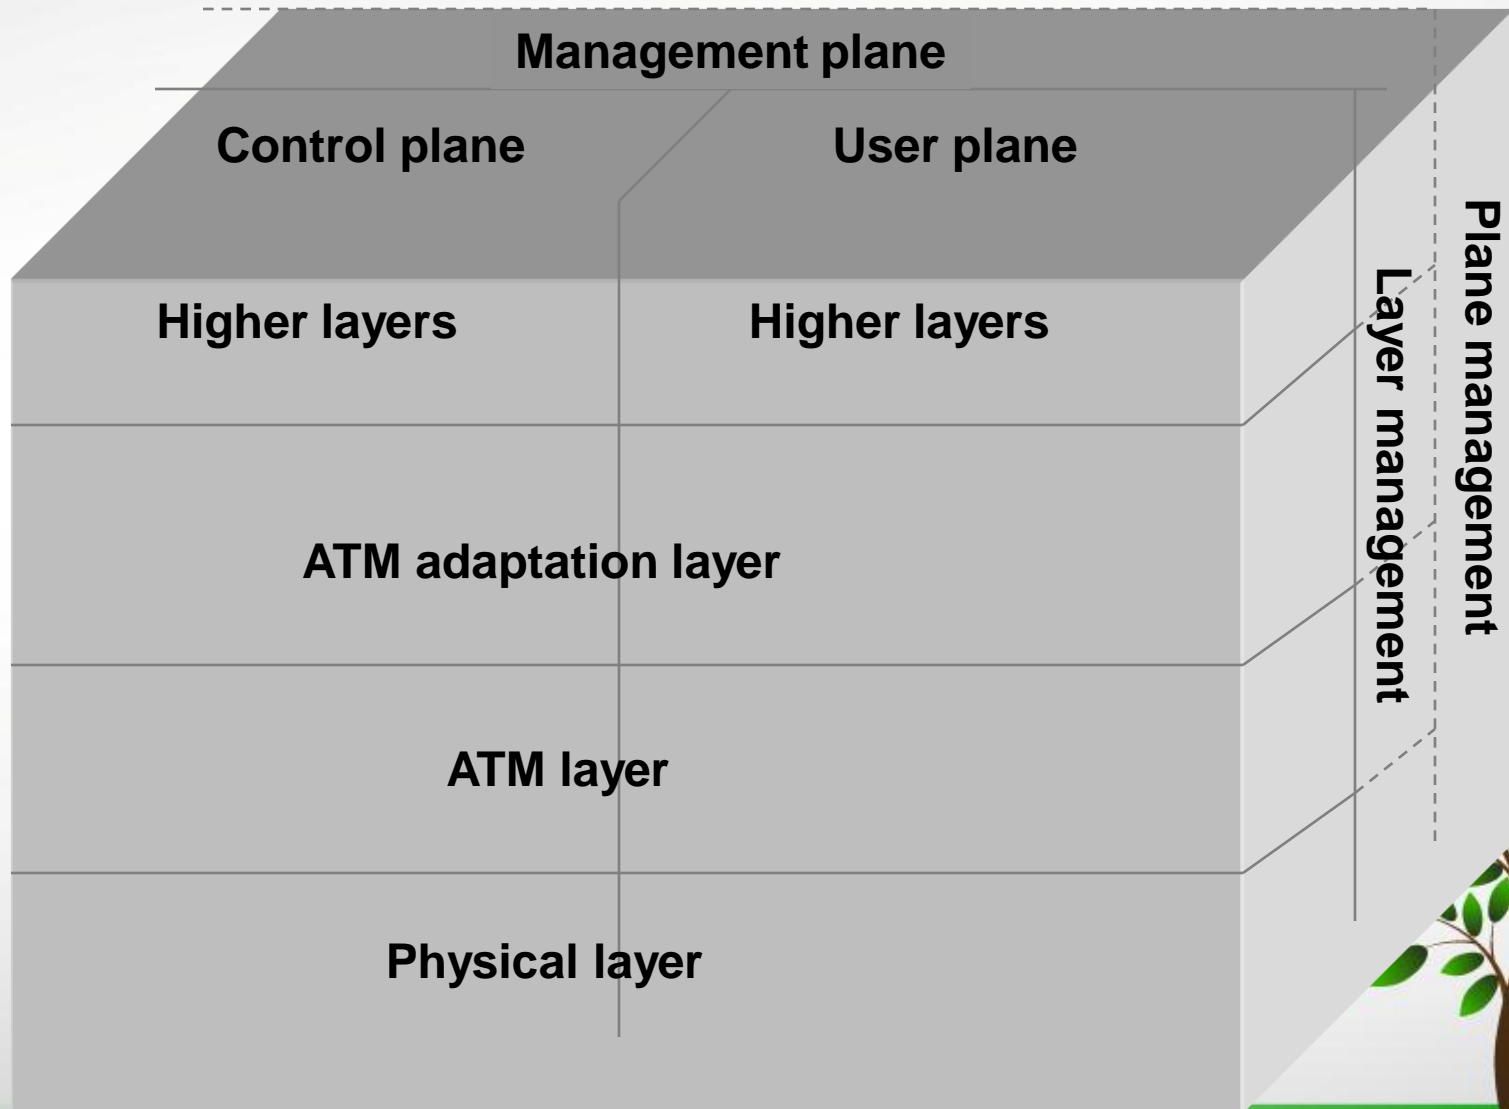 Management plane
Control plane
User plane
Higher layers
Higher layers
ATM adaptation layer
ATM layer
Physical layer
Layer management
Plane management